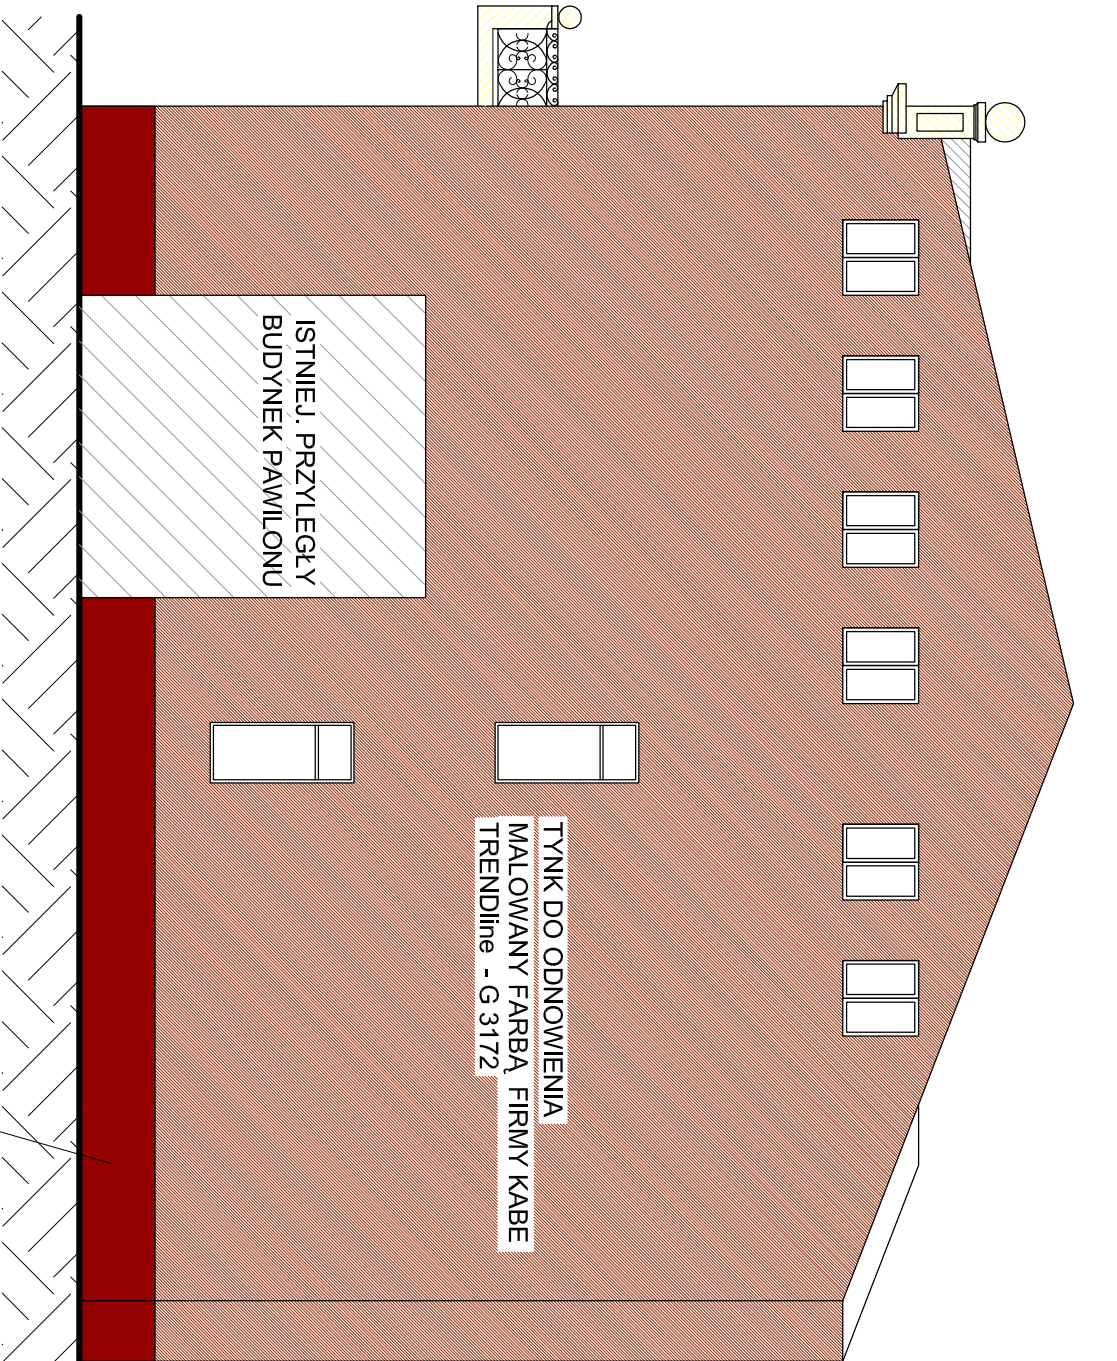 ISTNIEJ. PRZYLEGŁY
BUDYNEK PAWILONU
TYNK DO ODNOWIENIA
MALOWANY FARBĄ FIRMY KABE
TRENDline - G 3172